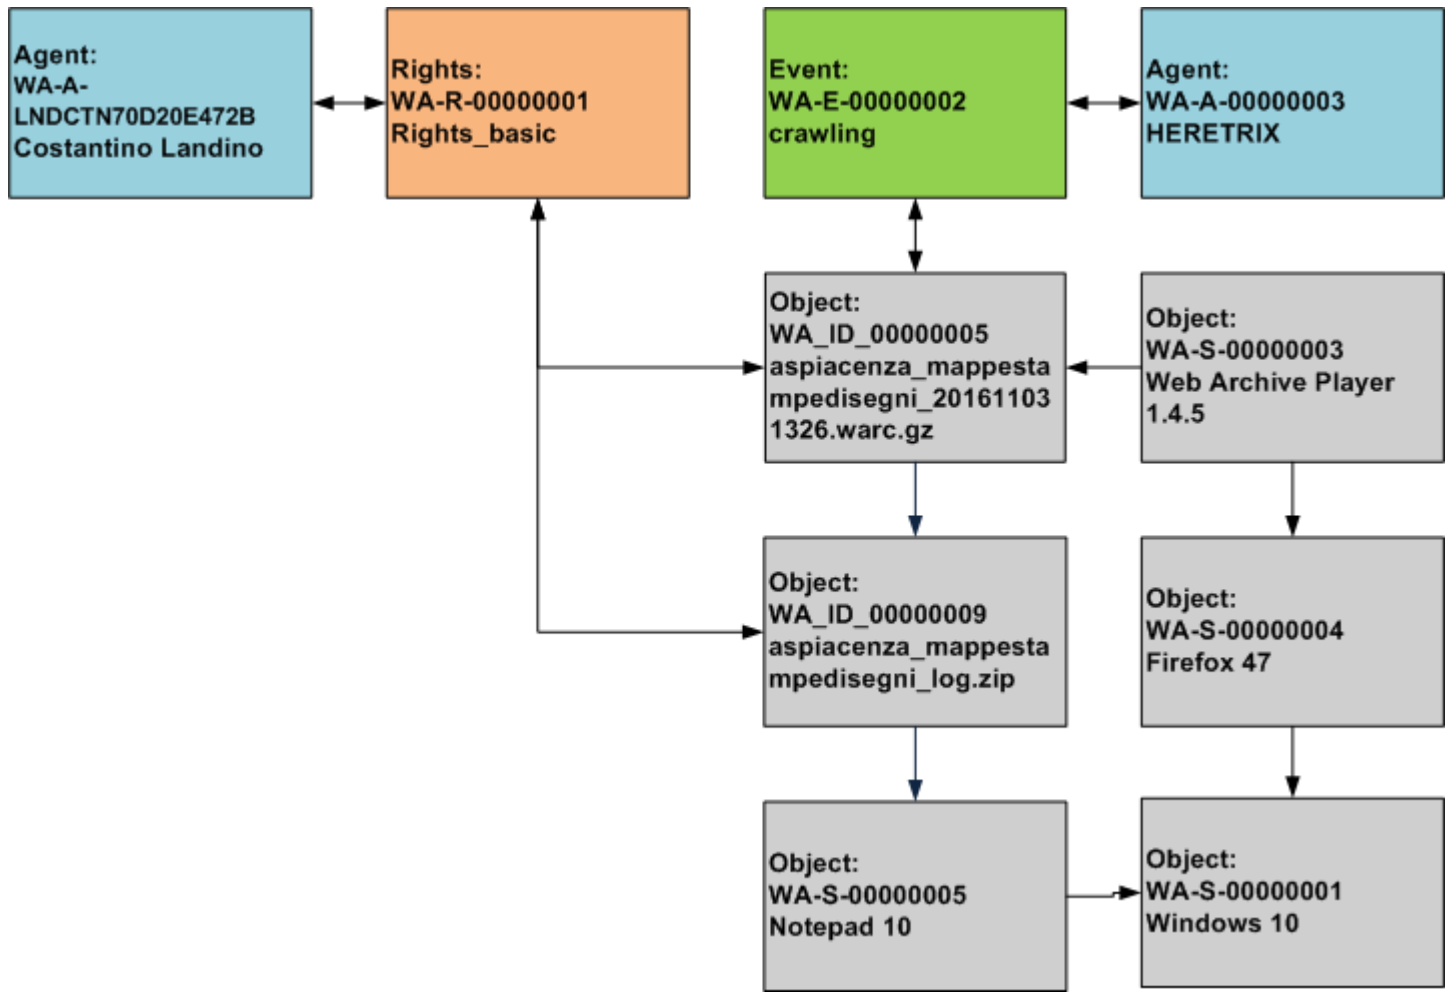 Agent:
WA-A-
LNDCTN70D20E472B
Costantino Landino
Rights:
WA-R-00000001
Rights_basic
Event:
WA-E-00000002
crawling
Agent:
WA-A-00000003
HERETRIX
Object:
WA_ID_00000005
aspiacenza_mappesta
mpedisegni_20161103
1326.warc.gz
Object:
WA-S-00000003
Web Archive Player
1.4.5
Object:
WA_ID_00000009
aspiacenza_mappesta
mpedisegni_log.zip
Object:
WA-S-00000004
Firefox 47
Object:
WA-S-00000005
Notepad 10
Object:
WA-S-00000001
Windows 10